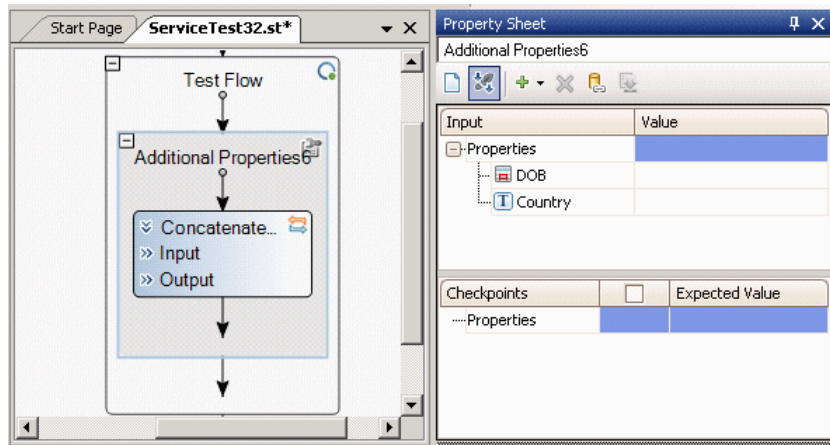 Start Page
ServiceTest32.st*
Test Flow
Additional Properties6
Concatenate...
Input
Output
Property Sheet
Additional Properties6
Input Value
Properties
DOB
T Country
Checkpoints Expected Value
Properties